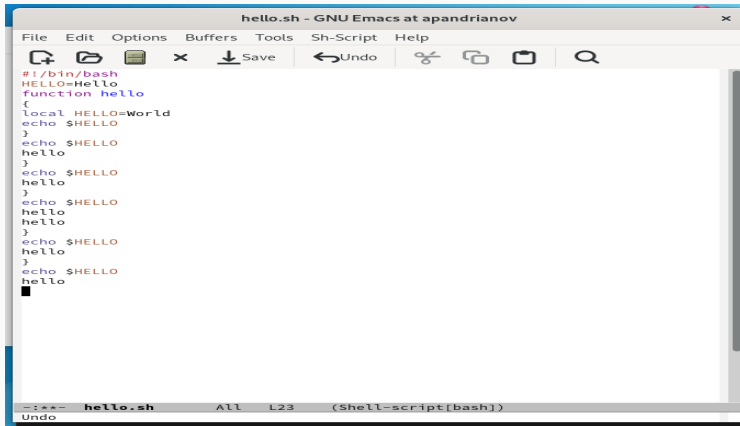 hello.sh - GNU Emacs at apandrianov
File Edit Options Buffers Tools Sh-Script Help
Save Undo
#!/bin/bash
HELLO=Hello
function hello
{
local HELLO=World
echo $HELLO
}
echo $HELLO
hello
}
echo $HELLO
hello
}
echo $HELLO
hello
hello
}
echo $HELLO
hello
}
echo $HELLO
hello
-:**- hello.sh All L23 (Shell-script[bash])
Undo